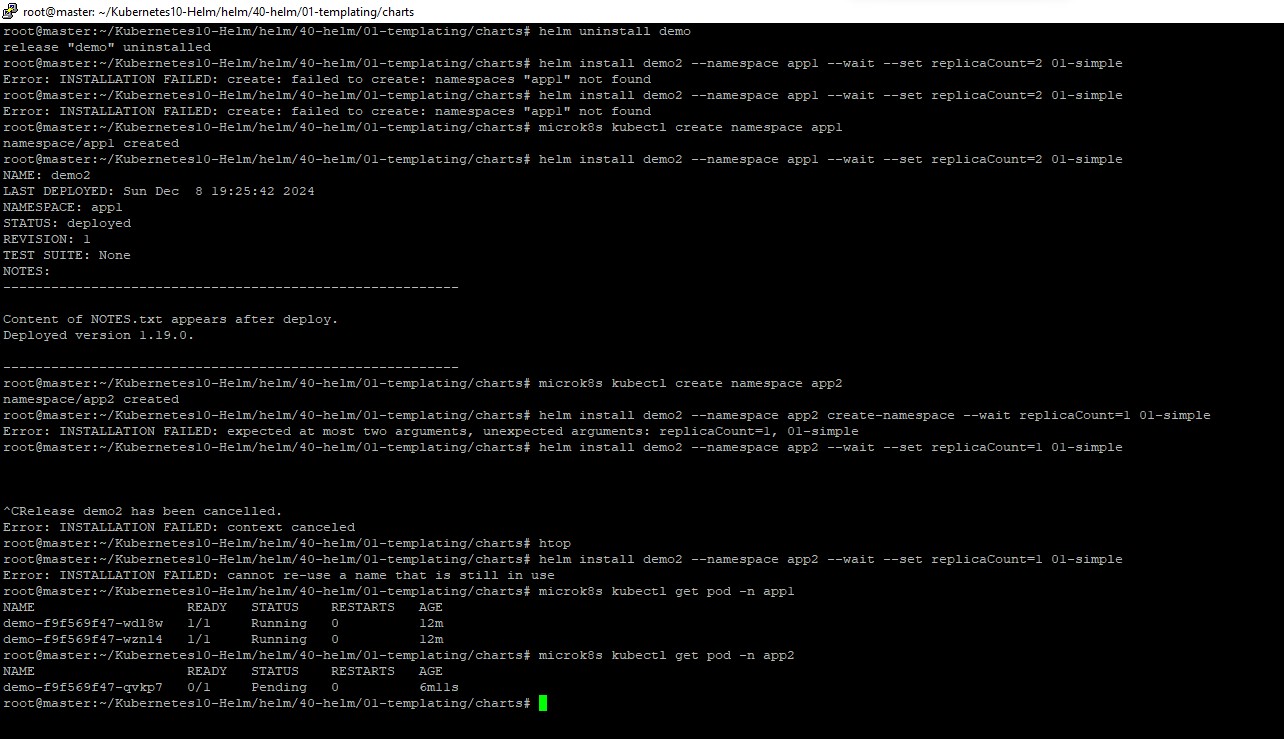 root@master: ~/Kubernetes10-Helm/helm/40-helm/01-templating/charts
root@master:~/Kubernetes10-Helm/helm/40-helm/01-templating/charts# helm uninstall demo
release "demo" uninstalled
root@master:~/Kubernetes10-Helm/helm/40-helm/01-templating/charts# helm install demo2 --namespace app1 --wait --set replicaCount=2 01-simple
Error: INSTALLATION FAILED: create: failed to create: namespaces "app1" not found
root@master:~/Kubernetes10-Helm/helm/40-helm/01-templating/charts# helm install demo2 --namespace app1 --wait --set replicaCount=2 01-simple
Error: INSTALLATION FAILED: create: failed to create: namespaces "app1" not found
root@master:~/Kubernetes10-Helm/helm/40-helm/01-templating/charts# microk8s kubectl create namespace app1
namespace/app1 created
root@master:~/Kubernetes10-Helm/helm/40-helm/01-templating/charts# helm install demo2 --namespace app1 --wait --set replicaCount=2 01-simple
NAME: demo2
LAST DEPLOYED: Sun Dec  8 19:25:42 2024
NAMESPACE: app1
STATUS: deployed
REVISION: 1
TEST SUITE: None
NOTES:
---------------------------------------------------------
Content of NOTES.txt appears after deploy.
Deployed version 1.19.0.
---------------------------------------------------------
root@master:~/Kubernetes10-Helm/helm/40-helm/01-templating/charts# microk8s kubectl create namespace app2
namespace/app2 created
root@master:~/Kubernetes10-Helm/helm/40-helm/01-templating/charts# helm install demo2 --namespace app2 create-namespace --wait replicaCount=1 01-simple
Error: INSTALLATION FAILED: expected at most two arguments, unexpected arguments: replicaCount=1, 01-simple
root@master:~/Kubernetes10-Helm/helm/40-helm/01-templating/charts# helm install demo2 --namespace app2 --wait --set replicaCount=1 01-simple
^CRelease demo2 has been cancelled.
Error: INSTALLATION FAILED: context canceled
root@master:~/Kubernetes10-Helm/helm/40-helm/01-templating/charts# htop
root@master:~/Kubernetes10-Helm/helm/40-helm/01-templating/charts# helm install demo2 --namespace app2 --wait --set replicaCount=1 01-simple
Error: INSTALLATION FAILED: cannot re-use a name that is still in use
root@master:~/Kubernetes10-Helm/helm/40-helm/01-templating/charts# microk8s kubectl get pod -n app1
NAME                   READY   STATUS    RESTARTS   AGE
demo-f9f569f47-wdl8w   1/1     Running   0          12m
demo-f9f569f47-wznl4   1/1     Running   0          12m
root@master:~/Kubernetes10-Helm/helm/40-helm/01-templating/charts# microk8s kubectl get pod -n app2
NAME                   READY   STATUS    RESTARTS   AGE
demo-f9f569f47-qvkp7   0/1     Pending   0          6m11s
root@master:~/Kubernetes10-Helm/helm/40-helm/01-templating/charts#